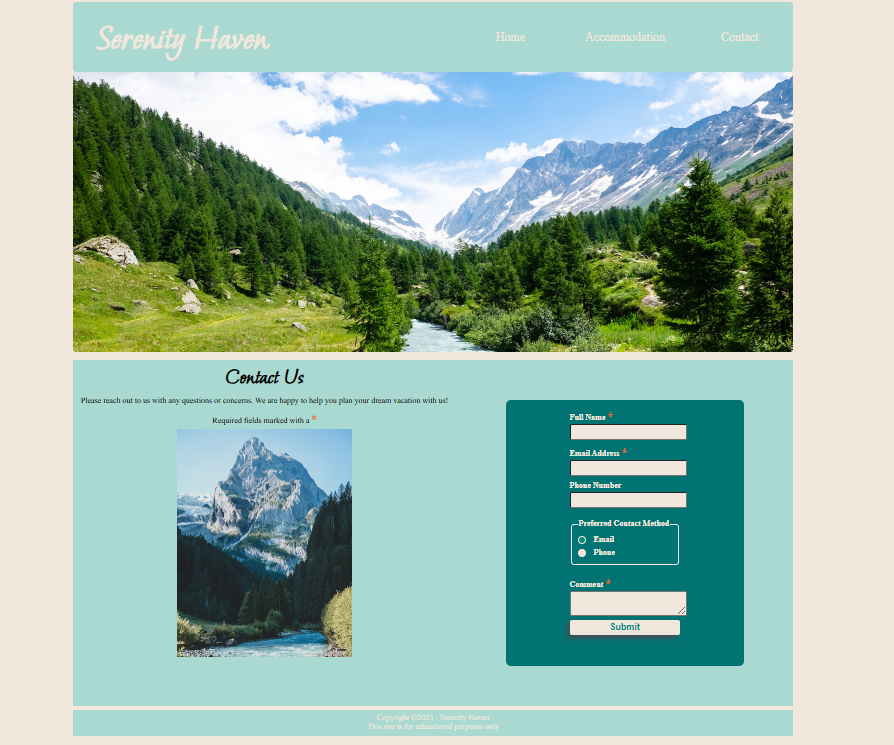 Serenity Haven
Home Accommodation Contact
Contact Us
Please reach out to us with any questions or concerns. We are happy to help you plan your dream vacation with us!
Required fields marked with a *
Full Name *
Email Address *
Phone Number
Preferred Contact Method
Email
Phone
Comment *
Submit
Copyright ©2023 - Serenity Haven
This site is for educational purposes only